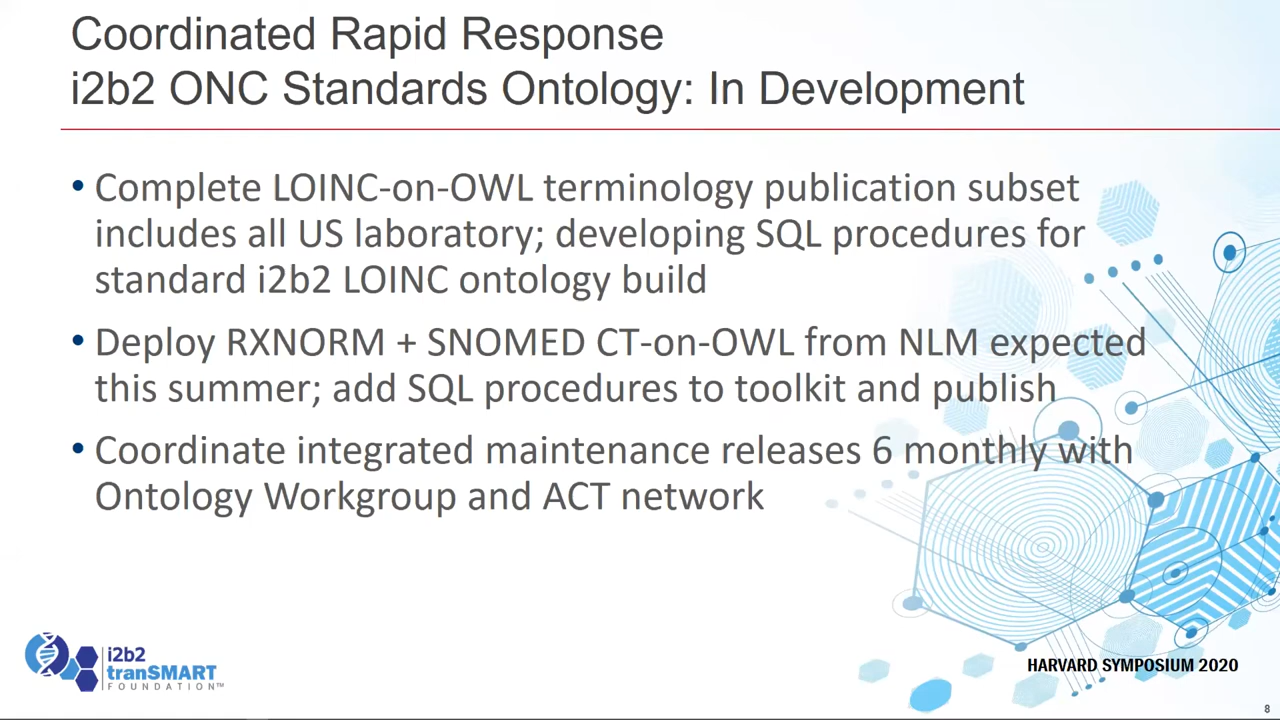 Coordinated Rapid Response
i2b2 ONC Standards Ontology: In Development
• Complete LOINC-on-OWL terminology publication subset
includes all US laboratory; developing SQL procedures for
standard i2b2 LOINC ontology build
• Deploy RXNORM + SNOMED CT-on-OWL from NLM expected
this summer; add SQL procedures to toolkit and publish
• Coordinate integrated maintenance releases 6 monthly with
Ontology Workgroup and ACT network
i2b2
tranSMART
FOUNDATION™
HARVARD SYMPOSIUM 2020
8